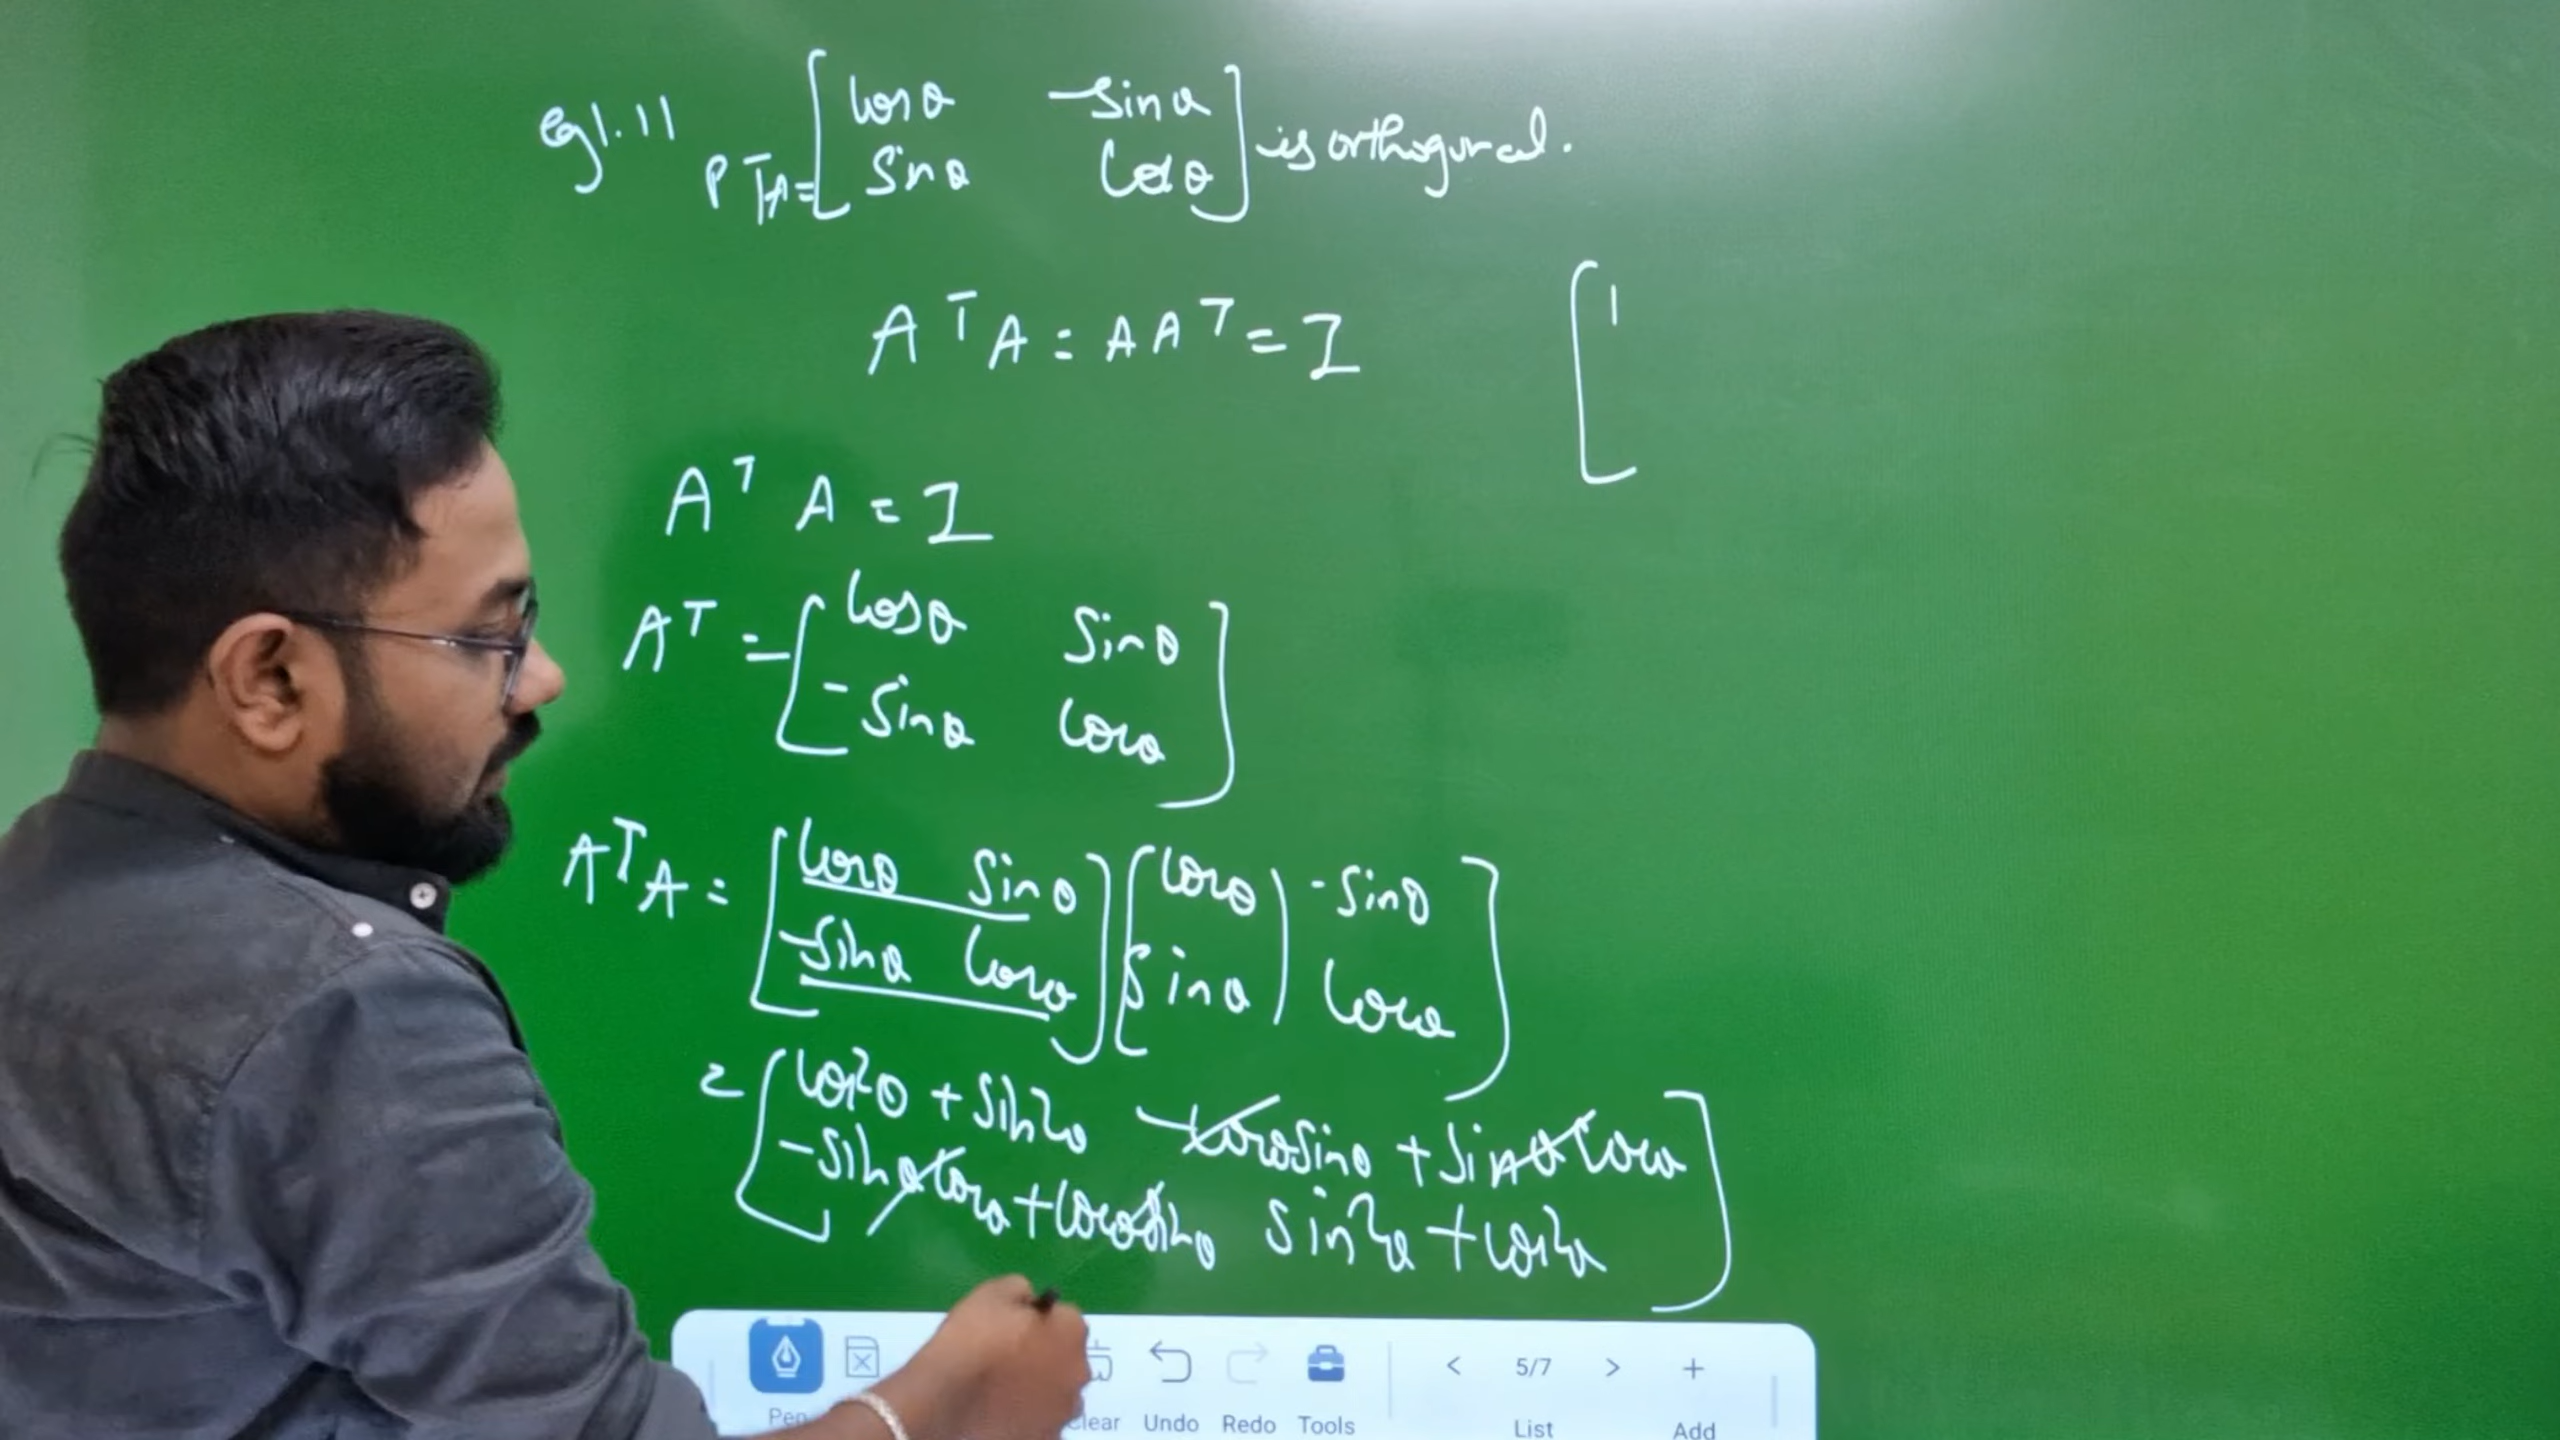 eg1.11
P.T A = [ cosθ -sinθ
sinθ cosθ ] is orthogonal.
AᵀA = AAᵀ = I
[ 1
AᵀA = I
Aᵀ = [ cosθ sinθ
-sinθ cosθ ]
AᵀA = [ cosθ sinθ ] [ cosθ | -sinθ ]
[ -sinθ cosθ ] [ sinθ | cosθ ]
= [ cos²θ + sin²θ -cosθsinθ + sinθcosθ
-sinθcosθ + cosθsinθ sin²θ + cos²θ ]
< 5/7 > +
Pen Clear Undo Redo Tools List Add